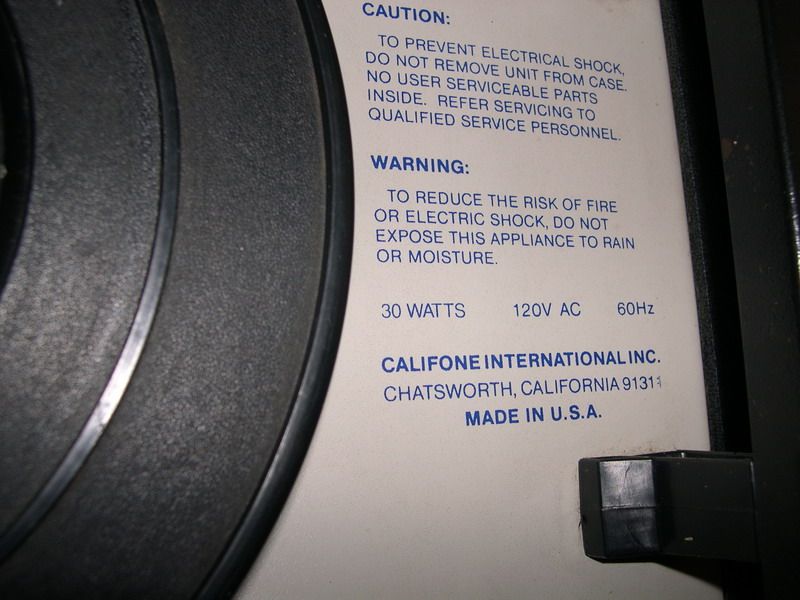 CAUTION:
TO PREVENT ELECTRICAL SHOCK,
DO NOT REMOVE UNIT FROM CASE.
NO USER SERVICEABLE PARTS
INSIDE. REFER SERVICING TO
QUALIFIED SERVICE PERSONNEL.
WARNING:
TO REDUCE THE RISK OF FIRE
OR ELECTRIC SHOCK, DO NOT
EXPOSE THIS APPLIANCE TO RAIN
OR MOISTURE.
30 WATTS 120V AC 60Hz
CALIFONE INTERNATIONAL INC.
CHATSWORTH, CALIFORNIA 91311
MADE IN U.S.A.